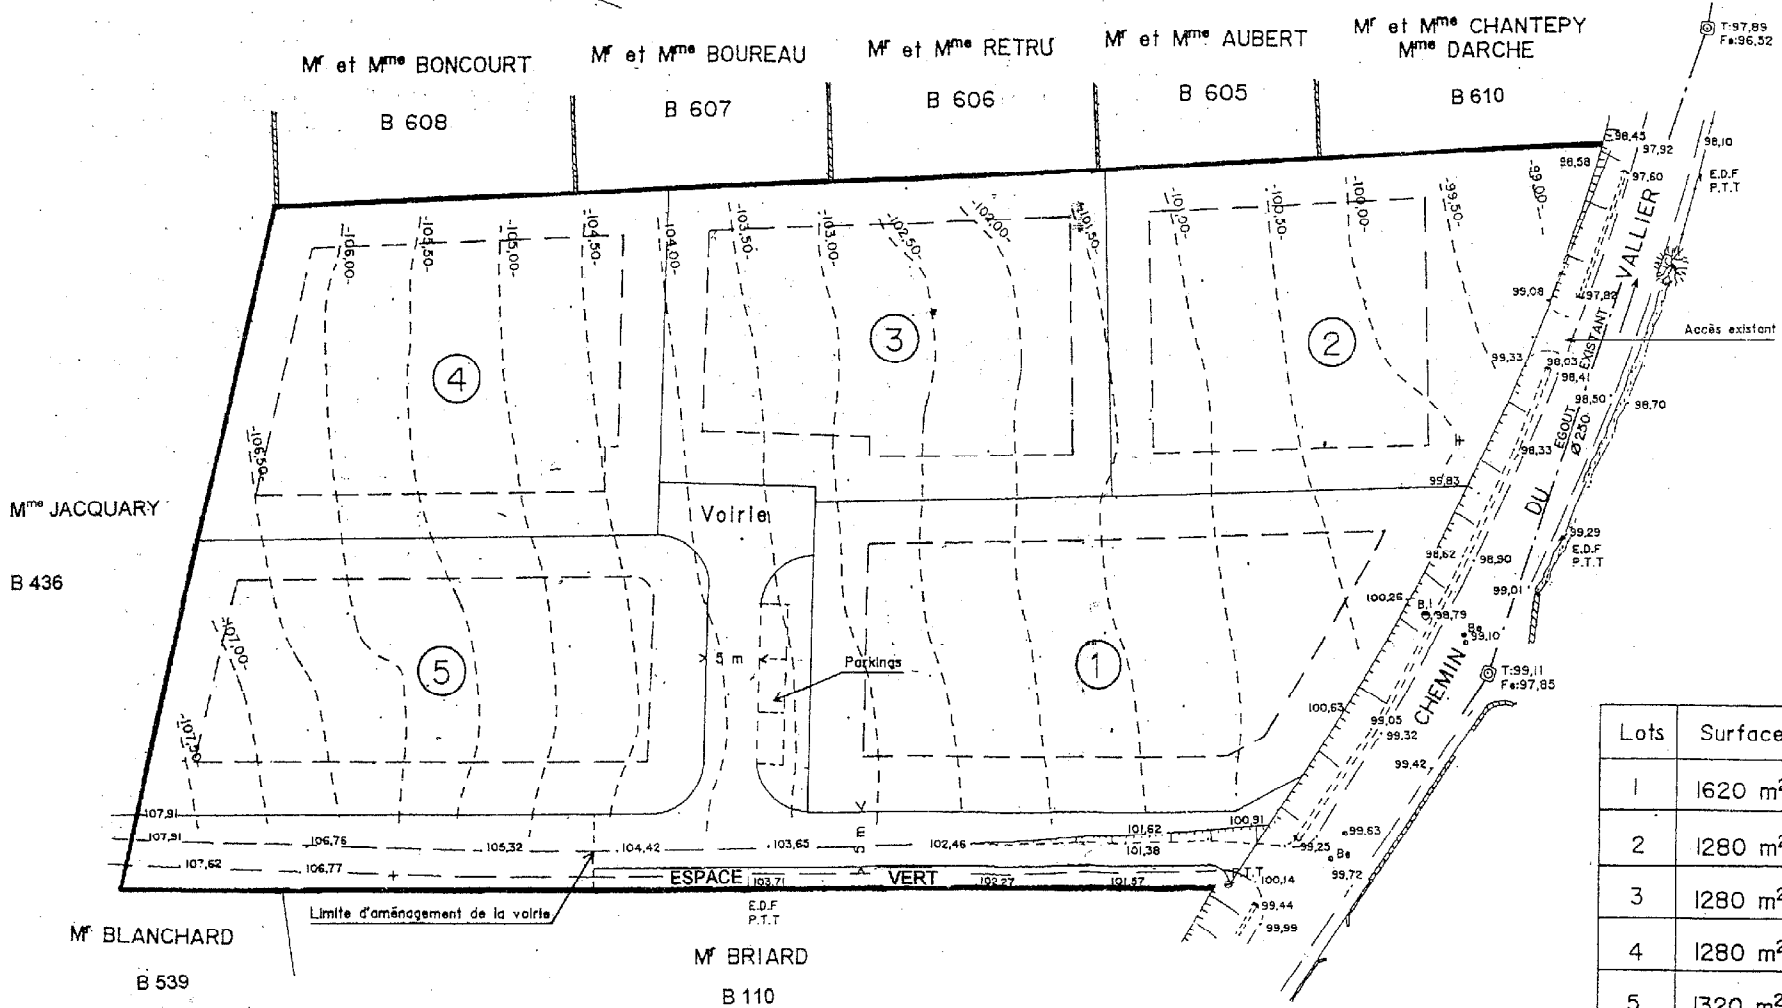 Mr et Mme BONCOURT
B 608
Mr et Mme BOUREAU
B 607
Mr et Mme RETRU
B 606
Mr et Mme AUBERT
B 605
Mr et Mme CHANTEPY
Mme DARCHE
B 610
T:97,89
Fe:96,52
98,45
98,58
97,92
97,60
98,10
E.D.F
P.T.T
-106,00-
-105,50-
-105,00-
-104,50-
-104,00-
-103,50-
-103,00-
-102,50-
-102,00-
-101,50-
-101,00-
-100,50-
-100,00-
-99,50-
-99,00-
4
3
2
99,08
97,82
Accès existant
99,33
98,03
98,41
98,50
98,70
98,33
99,83
CHEMIN DU VALLIER
EGOUT EXISTANT
Ø 250
-106,50-
Mme JACQUARY
B 436
Voirie
99,29
E.D.F
P.T.T
98,62
98,90
99,01
100,26
B.I
98,79
Be
99,10
-107,00-
5
5 m
Parkings
1
T:99,11
Fe:97,85
100,63
99,05
99,32
99,42
-107,50-
107,91
107,91
106,76
105,32
104,42
103,65
102,46
5 m
101,62
101,38
100,91
99,25
99,63
Be
99,72
107,62
106,77
ESPACE VERT
103,71
102,27
101,57
P.T.T
100,14
99,44
99,99
E.D.F
P.T.T
Limite d'aménagement de la voirie
Mr BLANCHARD
B 539
Mr BRIARD
B 110
Lots Surface
1 1620 m²
2 1280 m²
3 1280 m²
4 1280 m²
5 1320 m²